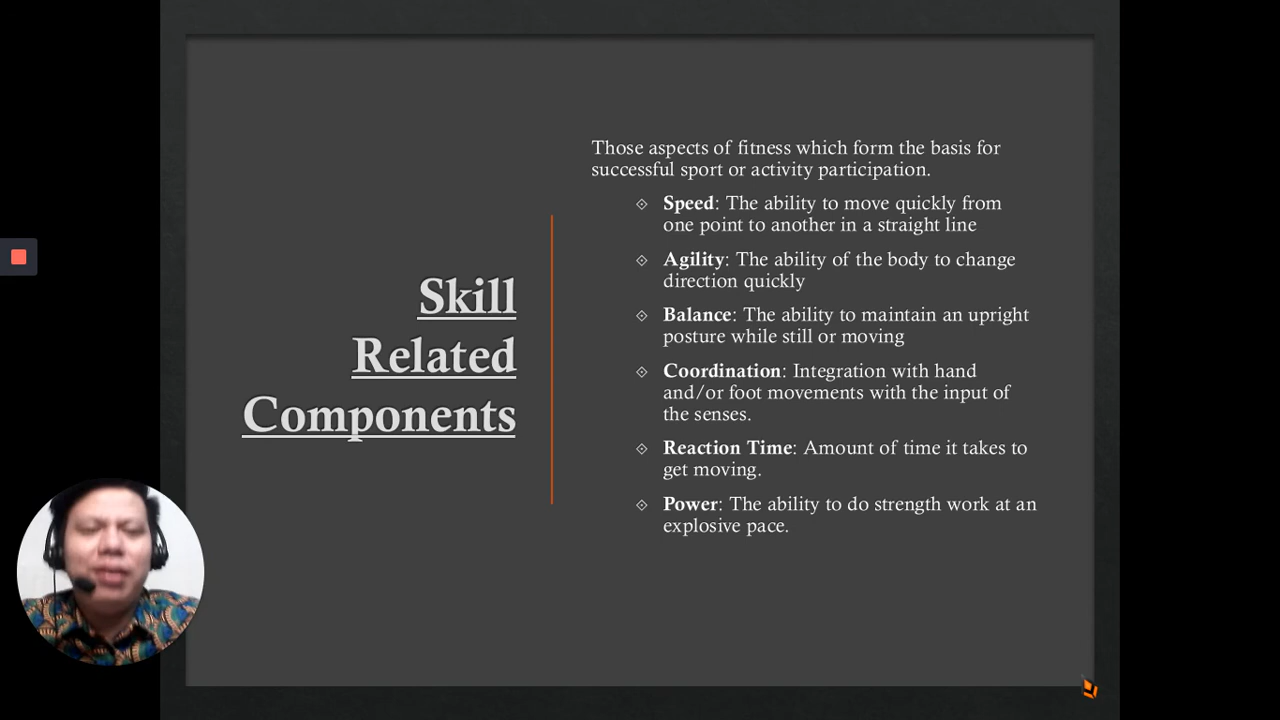 Skill
Related
Components
Those aspects of fitness which form the basis for
successful sport or activity participation.
Speed: The ability to move quickly from
one point to another in a straight line
Agility: The ability of the body to change
direction quickly
Balance: The ability to maintain an upright
posture while still or moving
Coordination: Integration with hand
and/or foot movements with the input of
the senses.
Reaction Time: Amount of time it takes to
get moving.
Power: The ability to do strength work at an
explosive pace.